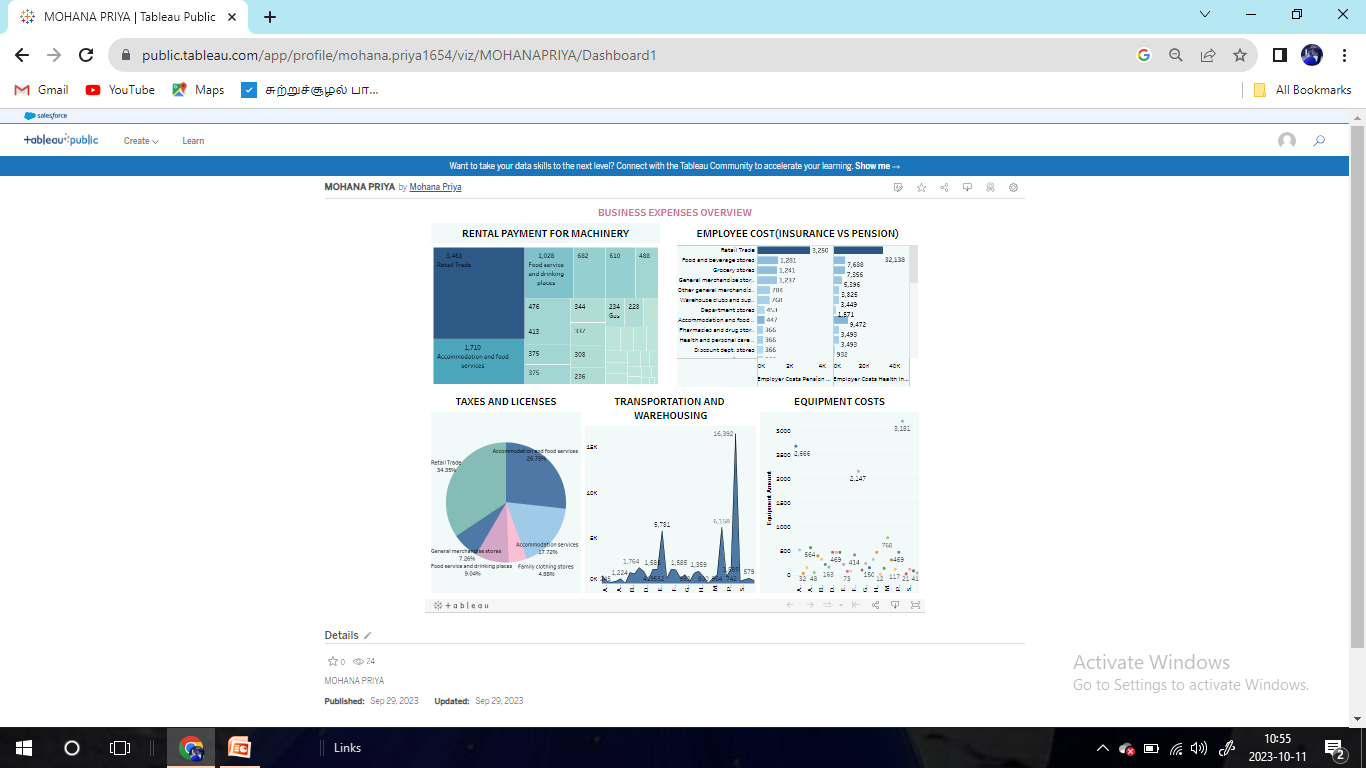 MOHANA PRIYA | Tableau Public
public.tableau.com/app/profile/mohana.priya1654/viz/MOHANAPRIYA/Dashboard1
Gmail YouTube Maps சுற்றுச்சூழல் பா... All Bookmarks
salesforce
+ableau public Create Learn
Want to take your data skills to the next level? Connect with the Tableau Community to accelerate your learning. Show me →
MOHANA PRIYA by Mohana Priya
BUSINESS EXPENSES OVERVIEW
RENTAL PAYMENT FOR MACHINERY
3,461
Retail Trade
1,028
Food service
and drinking
places
682
610
488
476
344
234
Gas
228
413
337
375
308
375
236
1,710
Accommodation and food
services
EMPLOYEE COST(INSURANCE VS PENSION)
Retail Trade 3,250 32,138
Food and beverage stores 1,281 7,688
Grocery stores 1,241 7,356
General merchandise stor.. 1,237 5,396
Other general merchandis.. 784 3,825
Warehouse clubs and sup.. 768 3,449
Department stores 453 1,571
Accommodation and food .. 447 9,472
Pharmacies and drug stor.. 366 3,493
Health and personal care .. 366 3,493
Discount dept. stores 366 932
0K 2K 4K 0K 20K 40K
Employer Costs Pension .. Employer Costs Health In..
TAXES AND LICENSES
Accommodation and food services
26.75%
Retail Trade
34.35%
Accommodation services
17.72%
General merchandise stores
7.26%
Food service and drinking places
9.04%
Family clothing stores
4.88%
TRANSPORTATION AND
WAREHOUSING
16,392
15K
10K
6,158
5,781
5K
1,764 1,585 1,585 1,359
1,224
579
0K
EQUIPMENT COSTS
Equipment Amount
3,181
3000
2,666
2500
2,147
2000
1500
1000
768
564 469 414 469
500
163
32 48 73 150 12 117 21 41
0
+ableau
Details
0 24
MOHANA PRIYA
Published: Sep 29, 2023 Updated: Sep 29, 2023
Activate Windows
Go to Settings to activate Windows.
Links
10:55
2023-10-11
2